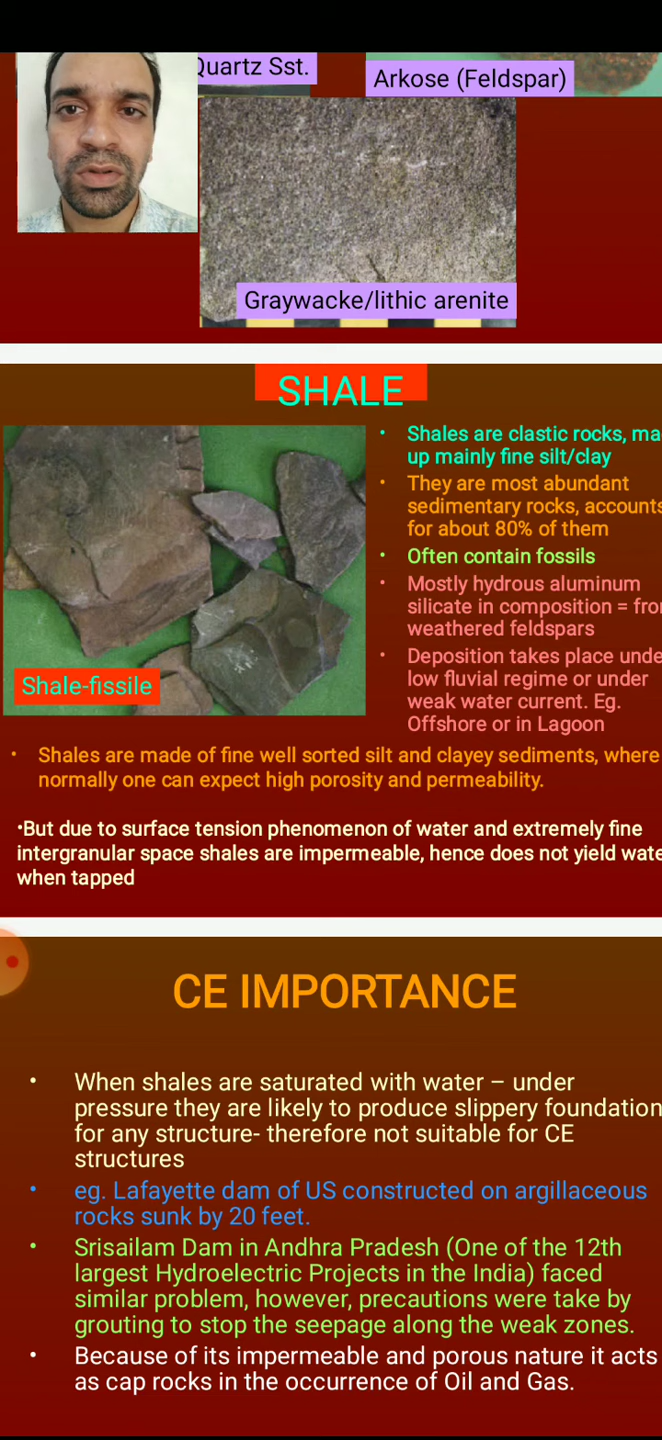 Quartz Sst.
Arkose (Feldspar)
Graywacke/lithic arenite
SHALE
• Shales are clastic rocks, ma
up mainly fine silt/clay
• They are most abundant
sedimentary rocks, accounts
for about 80% of them
• Often contain fossils
• Mostly hydrous aluminum
silicate in composition = fro
weathered feldspars
• Deposition takes place unde
low fluvial regime or under
weak water current. Eg.
Offshore or in Lagoon
Shale-fissile
• Shales are made of fine well sorted silt and clayey sediments, where
normally one can expect high porosity and permeability.
•But due to surface tension phenomenon of water and extremely fine
intergranular space shales are impermeable, hence does not yield wate
when tapped
CE IMPORTANCE
• When shales are saturated with water – under
pressure they are likely to produce slippery foundation
for any structure- therefore not suitable for CE
structures
• eg. Lafayette dam of US constructed on argillaceous
rocks sunk by 20 feet.
• Srisailam Dam in Andhra Pradesh (One of the 12th
largest Hydroelectric Projects in the India) faced
similar problem, however, precautions were take by
grouting to stop the seepage along the weak zones.
• Because of its impermeable and porous nature it acts
as cap rocks in the occurrence of Oil and Gas.